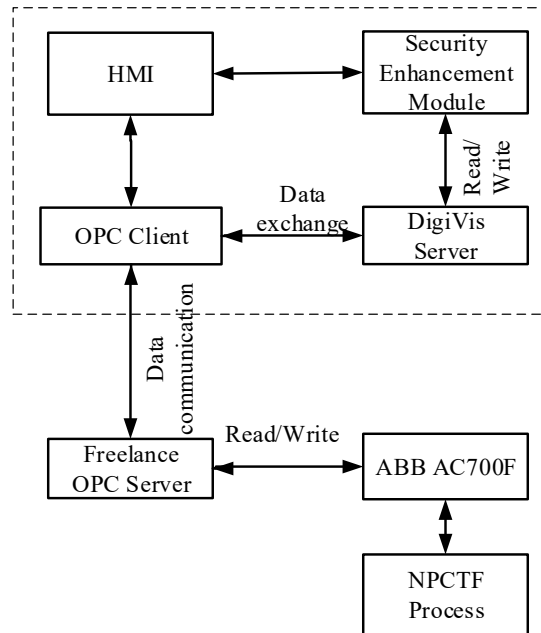 HMI
Security
Enhancement
Module
Read/
Write
Data
exchange
OPC Client
DigiVis
Server
Data
communication
Read/Write
Freelance
OPC Server
ABB AC700F
NPCTF
Process